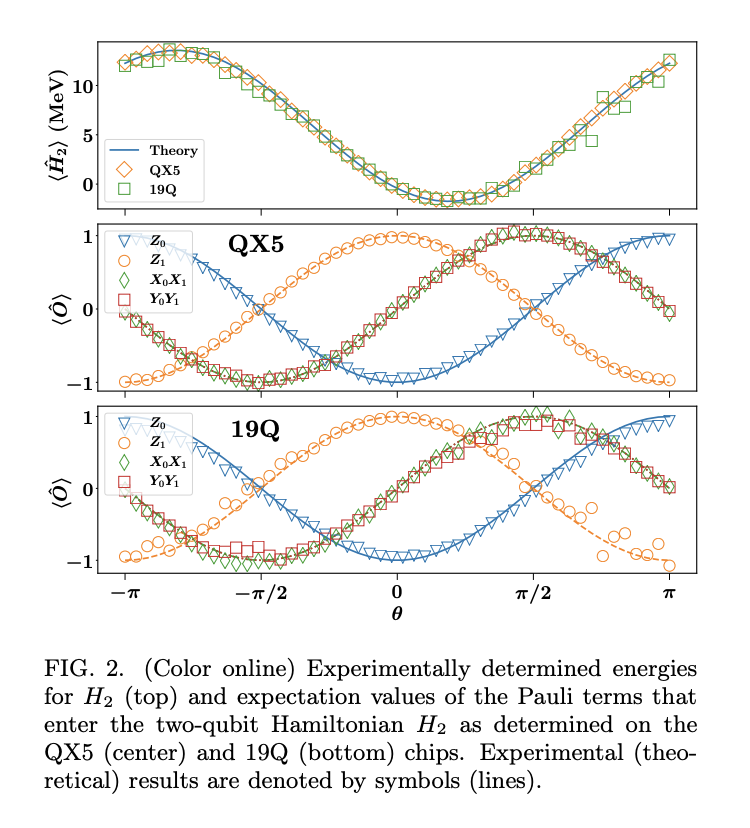 ⟨Ĥ₂⟩ (MeV)
10
5
0
Theory
QX5
19Q
⟨Ô⟩
1
0
−1
Z₀
Z₁
X₀X₁
Y₀Y₁
QX5
⟨Ô⟩
1
0
−1
Z₀
Z₁
X₀X₁
Y₀Y₁
19Q
−π
−π/2
0
π/2
π
θ
FIG. 2. (Color online) Experimentally determined energies
for H₂ (top) and expectation values of the Pauli terms that
enter the two-qubit Hamiltonian H₂ as determined on the
QX5 (center) and 19Q (bottom) chips. Experimental (theo-
retical) results are denoted by symbols (lines).